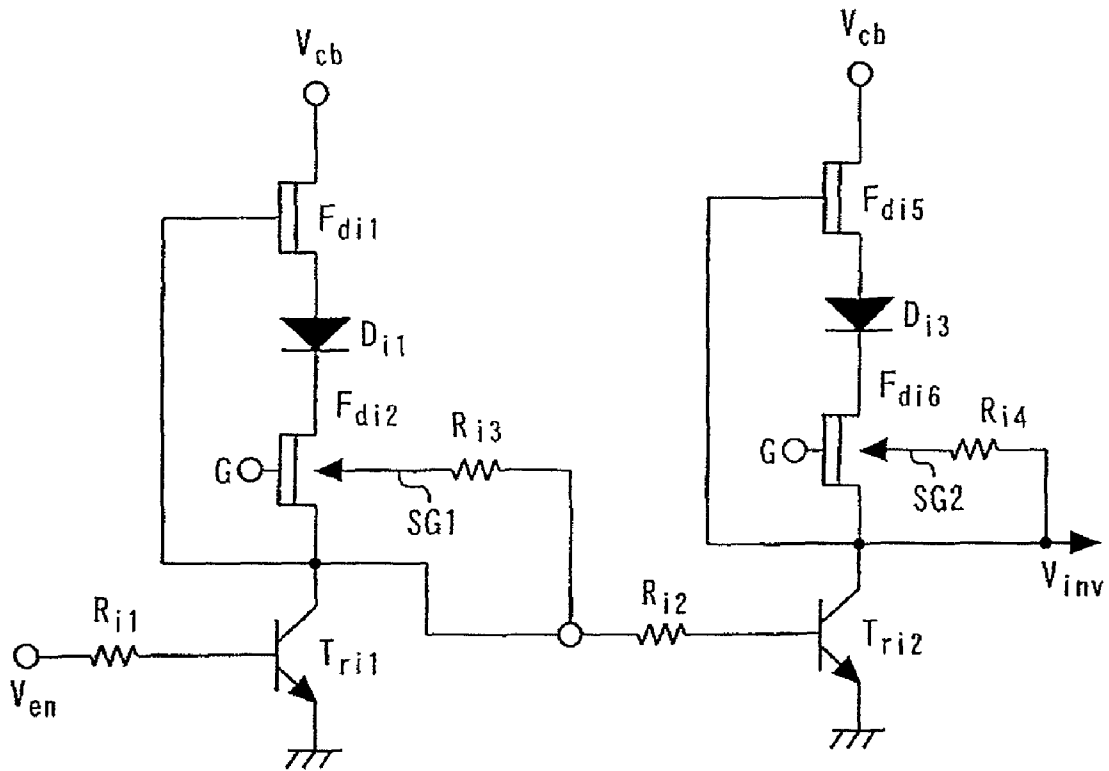 V_cb
V_cb
F_di1
F_di5
D_i1
D_i3
F_di2
F_di6
R_i3
R_i4
G
G
SG1
SG2
V_inv
R_i1
R_i2
T_ri1
T_ri2
V_en